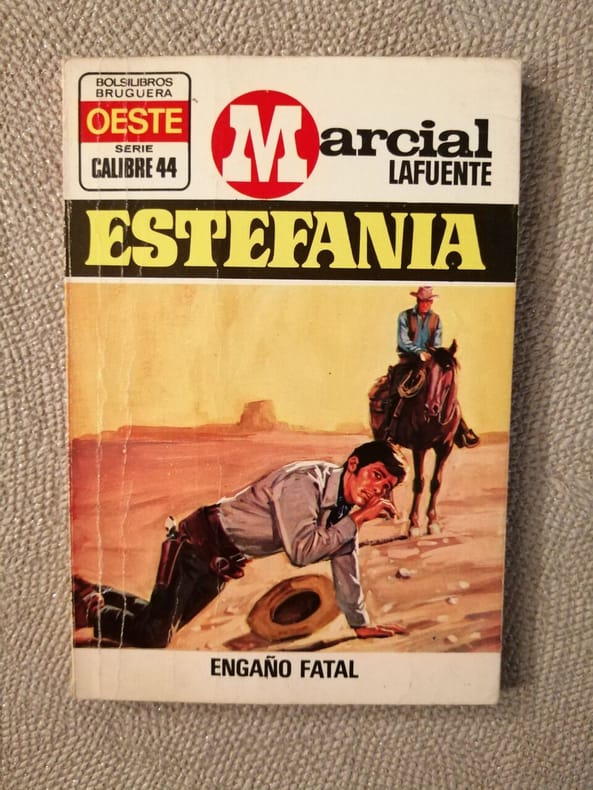 BOLSILIBROS
BRUGUERA
OESTE
SERIE
CALIBRE 44
Marcial
LAFUENTE
ESTEFANIA
ENGAÑO FATAL